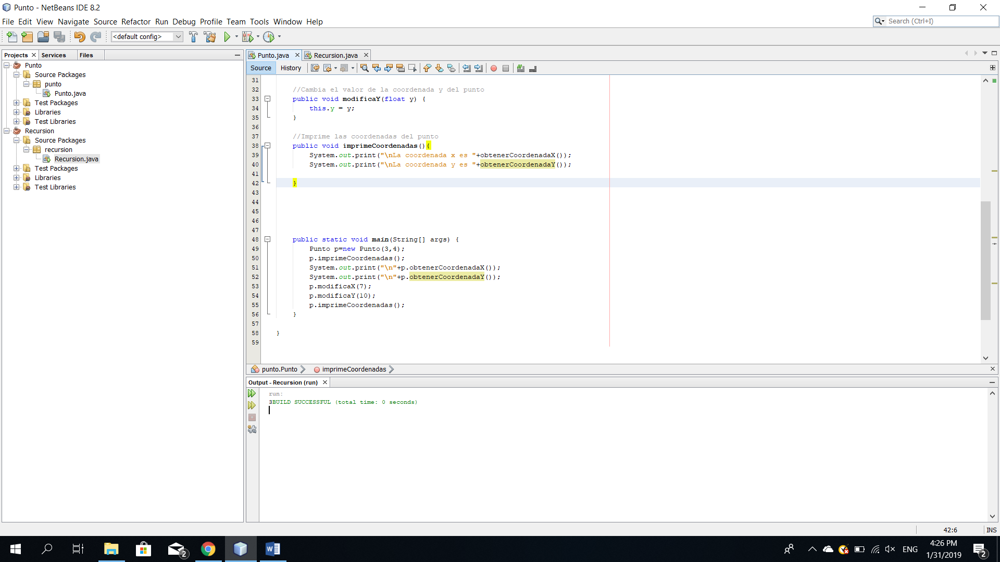 Punto - NetBeans IDE 8.2
File Edit View Navigate Source Refactor Run Debug Profile Team Tools Window Help
Search (Ctrl+I)
<default config>
Projects Services Files
Punto
Source Packages
punto
Punto.java
Test Packages
Libraries
Test Libraries
Recursion
Source Packages
recursion
Recursion.java
Test Packages
Libraries
Test Libraries
Punto.java Recursion.java
Source History
31
32 //Cambia el valor de la coordenada y del punto
33 public void modificaY(float y) {
34 this.y = y;
35 }
36
37 //Imprime las coordenadas del punto
38 public void imprimeCoordenadas(){
39 System.out.print("\nLa coordenada x es "+obtenerCoordenadaX());
40 System.out.print("\nLa coordenada y es "+obtenerCoordenadaY());
41
42 }
43
44
45
46
47
48 public static void main(String[] args) {
49 Punto p=new Punto(3,4);
50 p.imprimeCoordenadas();
51 System.out.print("\n"+p.obtenerCoordenadaX());
52 System.out.print("\n"+p.obtenerCoordenadaY());
53 p.modificaX(7);
54 p.modificaY(10);
55 p.imprimeCoordenadas();
56 }
57
58 }
59
punto.Punto imprimeCoordenadas
Output - Recursion (run)
run:
3BUILD SUCCESSFUL (total time: 0 seconds)
42:6 INS
2
ENG
4:26 PM
1/31/2019
2